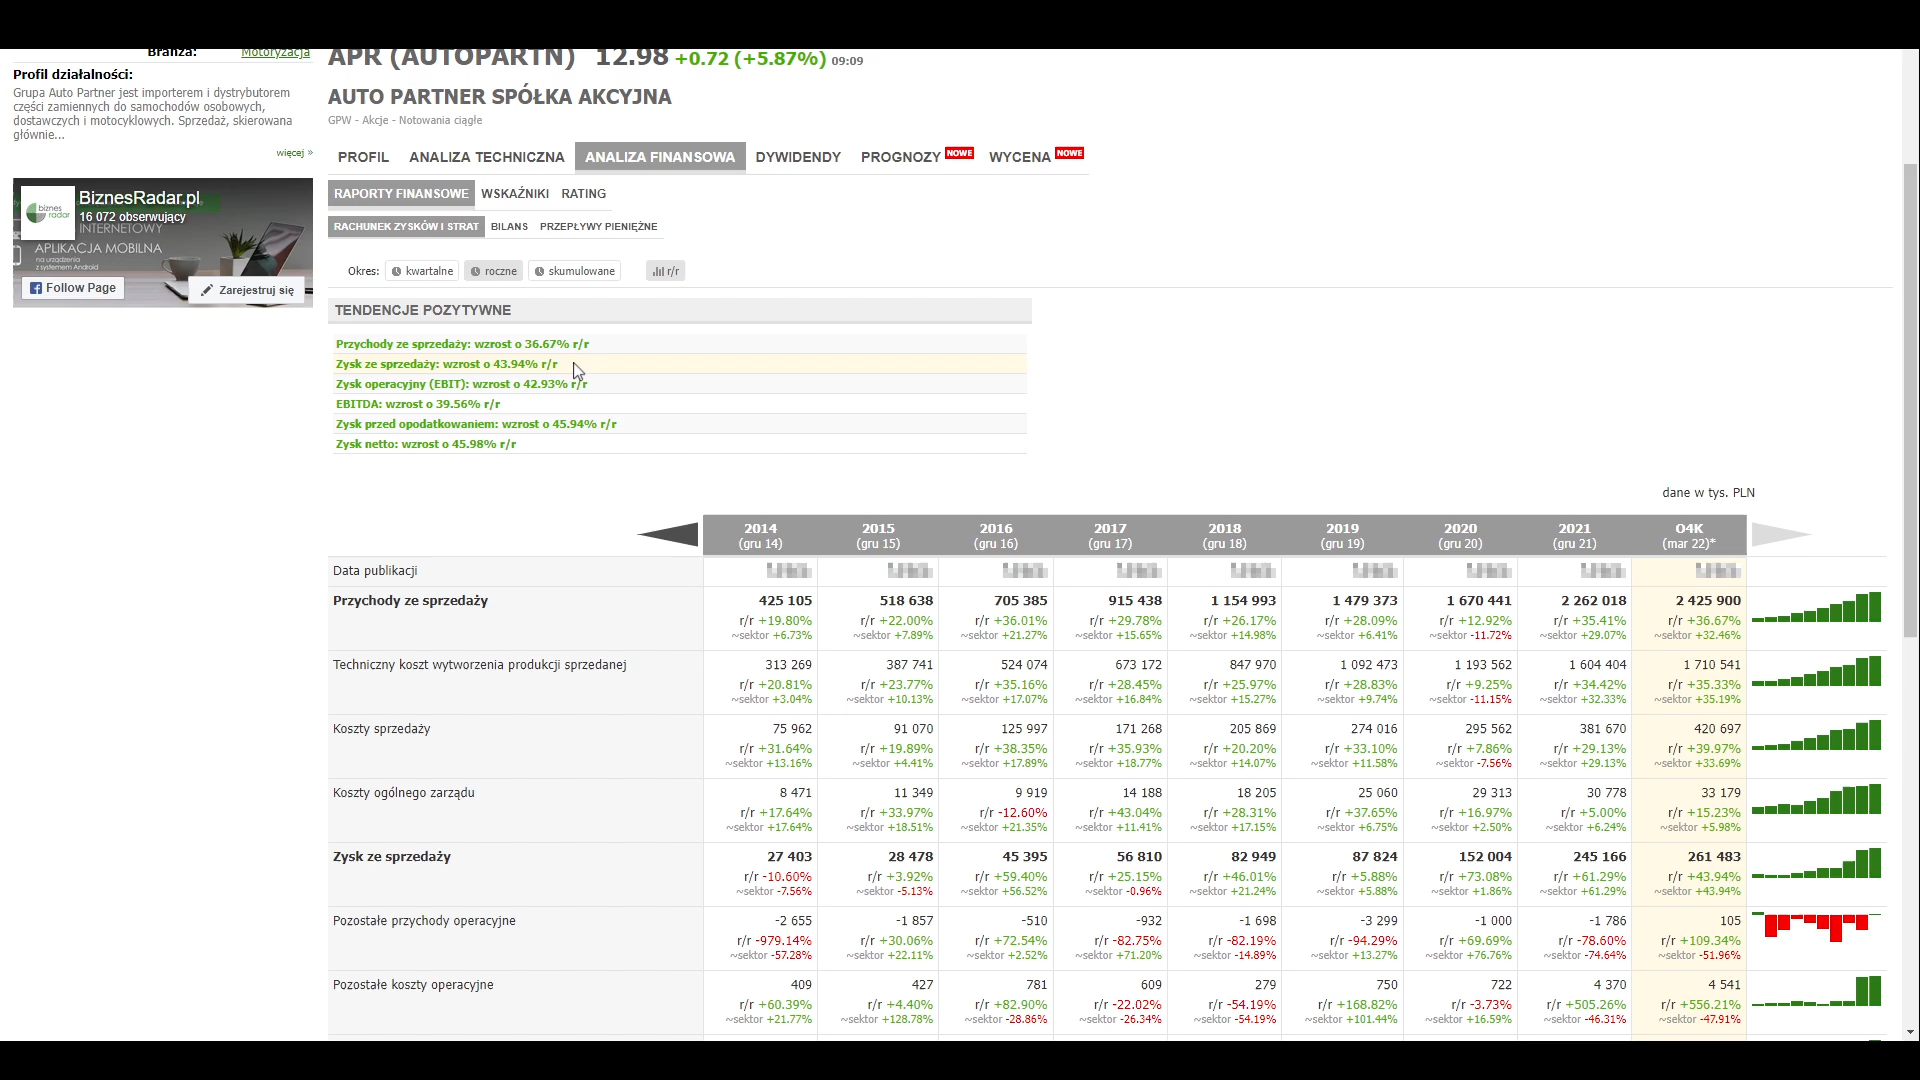 Branża: Motoryzacja
Profil działalności:
Grupa Auto Partner jest importerem i dystrybutorem
części zamiennych do samochodów osobowych,
dostawczych i motocyklowych. Sprzedaż, skierowana
głównie...
więcej »
BiznesRadar.pl
16 072 obserwujący
biznes
radar
INTERNETOWY
APLIKACJA MOBILNA
na urządzenia
z systemem Android
Follow Page
Zarejestruj się
APR (AUTOPARTN) 12.98 +0.72 (+5.87%) 09:09
AUTO PARTNER SPÓŁKA AKCYJNA
GPW - Akcje - Notowania ciągłe
PROFIL ANALIZA TECHNICZNA ANALIZA FINANSOWA DYWIDENDY PROGNOZY NOWE WYCENA NOWE
RAPORTY FINANSOWE WSKAŹNIKI RATING
RACHUNEK ZYSKÓW I STRAT BILANS PRZEPŁYWY PIENIĘŻNE
Okres: kwartalne roczne skumulowane r/r
TENDENCJE POZYTYWNE
Przychody ze sprzedaży: wzrost o 36.67% r/r
Zysk ze sprzedaży: wzrost o 43.94% r/r
Zysk operacyjny (EBIT): wzrost o 42.93% r/r
EBITDA: wzrost o 39.56% r/r
Zysk przed opodatkowaniem: wzrost o 45.94% r/r
Zysk netto: wzrost o 45.98% r/r
dane w tys. PLN
2014 2015 2016 2017 2018 2019 2020 2021 O4K
(gru 14) (gru 15) (gru 16) (gru 17) (gru 18) (gru 19) (gru 20) (gru 21) (mar 22)*
Data publikacji
Przychody ze sprzedaży 425 105 518 638 705 385 915 438 1 154 993 1 479 373 1 670 441 2 262 018 2 425 900
r/r +19.80% r/r +22.00% r/r +36.01% r/r +29.78% r/r +26.17% r/r +28.09% r/r +12.92% r/r +35.41% r/r +36.67%
~sektor +6.73% ~sektor +7.89% ~sektor +21.27% ~sektor +15.65% ~sektor +14.98% ~sektor +6.41% ~sektor -11.72% ~sektor +29.07% ~sektor +32.46%
Techniczny koszt wytworzenia produkcji sprzedanej 313 269 387 741 524 074 673 172 847 970 1 092 473 1 193 562 1 604 404 1 710 541
r/r +20.81% r/r +23.77% r/r +35.16% r/r +28.45% r/r +25.97% r/r +28.83% r/r +9.25% r/r +34.42% r/r +35.33%
~sektor +3.04% ~sektor +10.13% ~sektor +17.07% ~sektor +16.84% ~sektor +15.27% ~sektor +9.74% ~sektor -11.15% ~sektor +32.33% ~sektor +35.19%
Koszty sprzedaży 75 962 91 070 125 997 171 268 205 869 274 016 295 562 381 670 420 697
r/r +31.64% r/r +19.89% r/r +38.35% r/r +35.93% r/r +20.20% r/r +33.10% r/r +7.86% r/r +29.13% r/r +39.97%
~sektor +13.16% ~sektor +4.41% ~sektor +17.89% ~sektor +18.77% ~sektor +14.07% ~sektor +11.58% ~sektor -7.56% ~sektor +29.13% ~sektor +33.69%
Koszty ogólnego zarządu 8 471 11 349 9 919 14 188 18 205 25 060 29 313 30 778 33 179
r/r +17.64% r/r +33.97% r/r -12.60% r/r +43.04% r/r +28.31% r/r +37.65% r/r +16.97% r/r +5.00% r/r +15.23%
~sektor +17.64% ~sektor +18.51% ~sektor +21.35% ~sektor +11.41% ~sektor +17.15% ~sektor +6.75% ~sektor +2.50% ~sektor +6.24% ~sektor +5.98%
Zysk ze sprzedaży 27 403 28 478 45 395 56 810 82 949 87 824 152 004 245 166 261 483
r/r -10.60% r/r +3.92% r/r +59.40% r/r +25.15% r/r +46.01% r/r +5.88% r/r +73.08% r/r +61.29% r/r +43.94%
~sektor -7.56% ~sektor -5.13% ~sektor +56.52% ~sektor -0.96% ~sektor +21.24% ~sektor +5.88% ~sektor +1.86% ~sektor +61.29% ~sektor +43.94%
Pozostałe przychody operacyjne -2 655 -1 857 -510 -932 -1 698 -3 299 -1 000 -1 786 105
r/r -979.14% r/r +30.06% r/r +72.54% r/r -82.75% r/r -82.19% r/r -94.29% r/r +69.69% r/r -78.60% r/r +109.34%
~sektor -57.28% ~sektor +22.11% ~sektor +2.52% ~sektor +71.20% ~sektor -14.89% ~sektor +13.27% ~sektor +76.76% ~sektor -74.64% ~sektor -51.96%
Pozostałe koszty operacyjne 409 427 781 609 279 750 722 4 370 4 541
r/r +60.39% r/r +4.40% r/r +82.90% r/r -22.02% r/r -54.19% r/r +168.82% r/r -3.73% r/r +505.26% r/r +556.21%
~sektor +21.77% ~sektor +128.78% ~sektor -28.86% ~sektor -26.34% ~sektor -54.19% ~sektor +101.44% ~sektor +16.59% ~sektor -46.31% ~sektor -47.91%